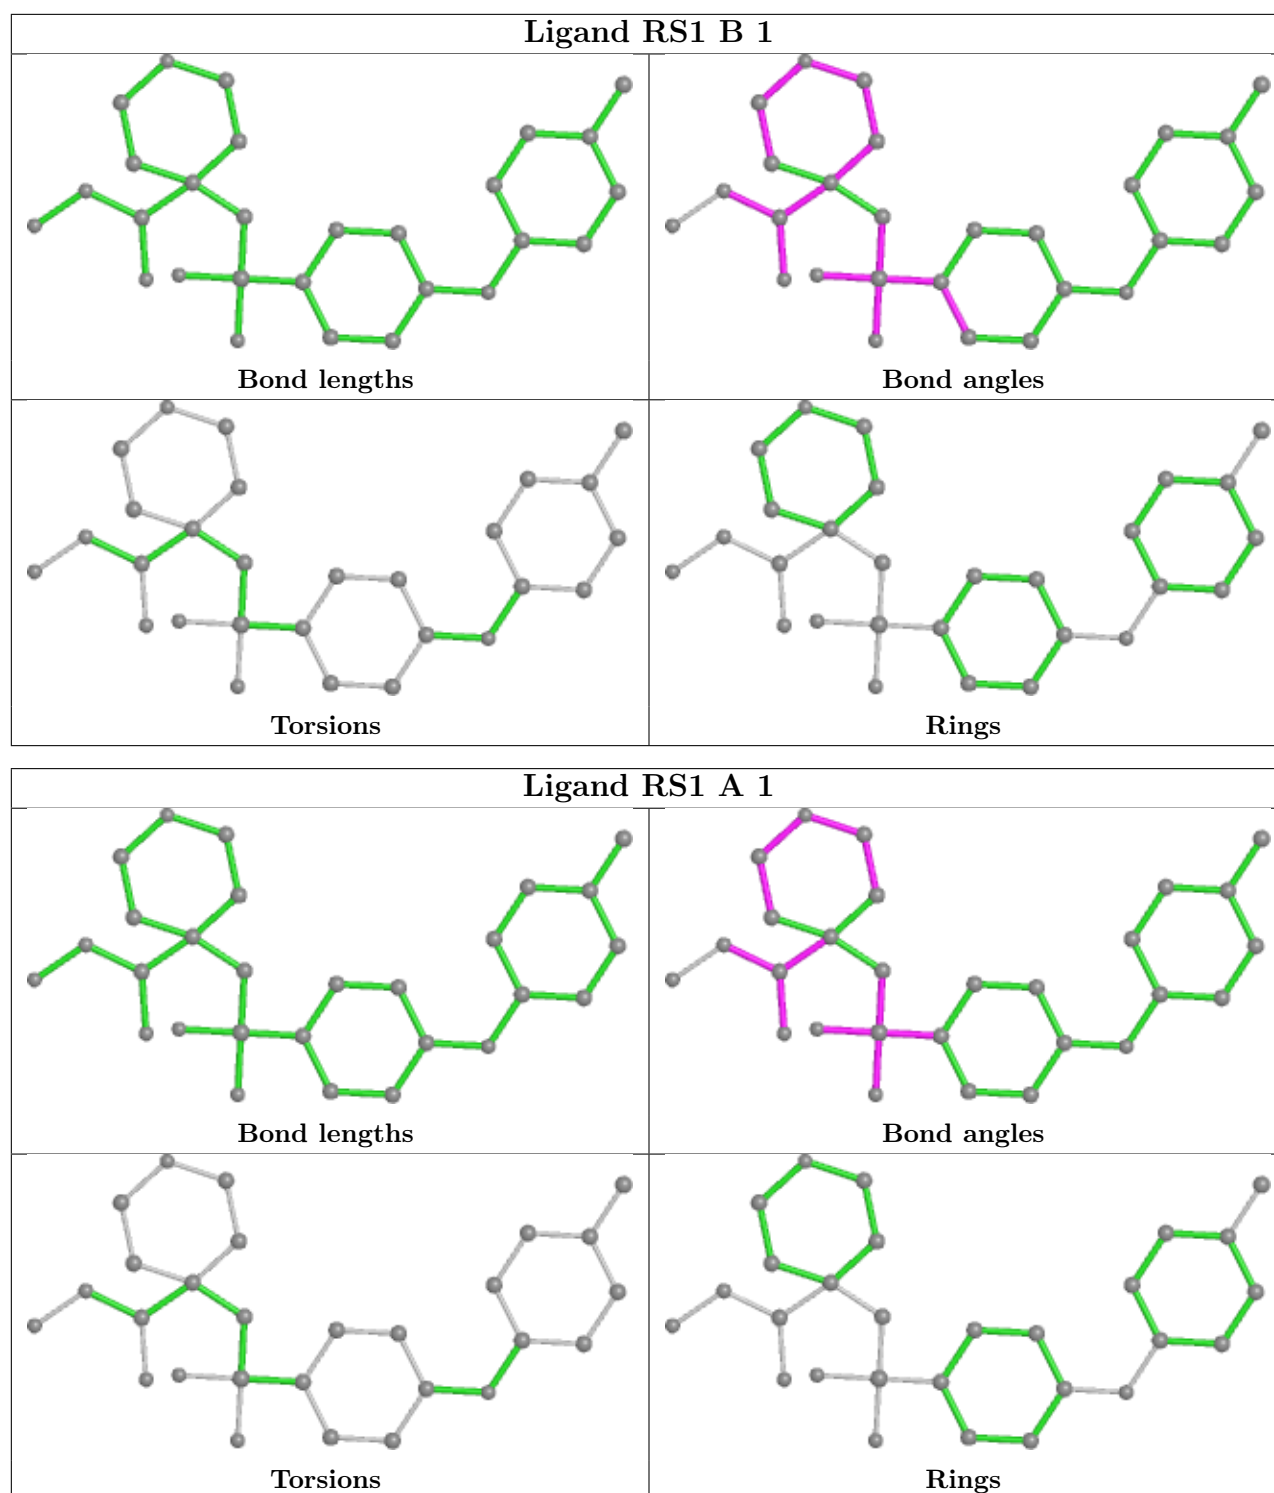 Ligand RS1 B 1
Bond lengths
Bond angles
Torsions
Rings
Ligand RS1 A 1
Bond lengths
Bond angles
Torsions
Rings